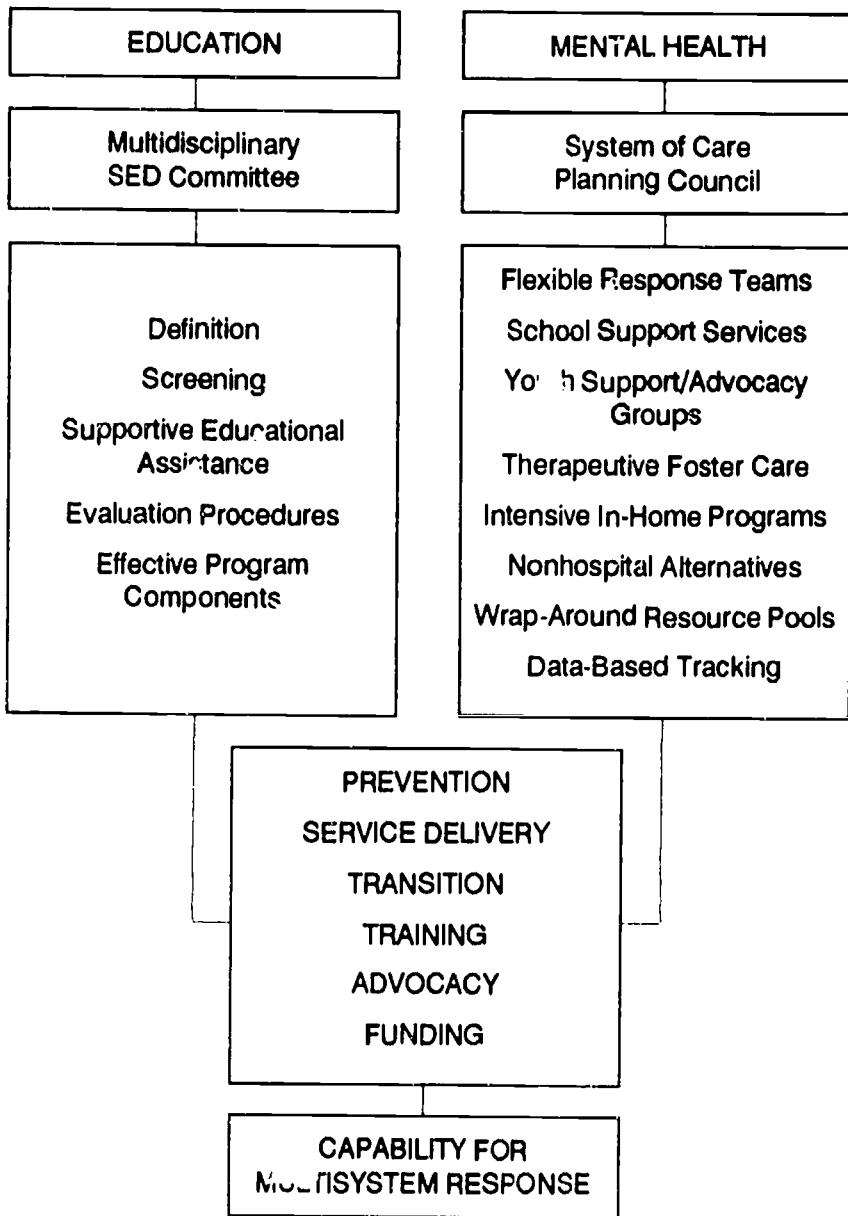 EDUCATION
Multidisciplinary
SED Committee
Definition
Screening
Supportive Educational
Assistance
Evaluation Procedures
Effective Program
Components
MENTAL HEALTH
System of Care
Planning Council
Flexible Response Teams
School Support Services
Support/Advocacy
Groups
Therapeutive Foster Care
Intensive In-Home Programs
Nonhospital Alternatives
Wrap-Around Resource Pools
Data-Based Tracking
PREVENTION
SERVICE DELIVERY
TRANSITION
TRAINING
ADVOCACY
FUNDING
CAPABILITY FOR
MULTISYSTEM RESPONSE